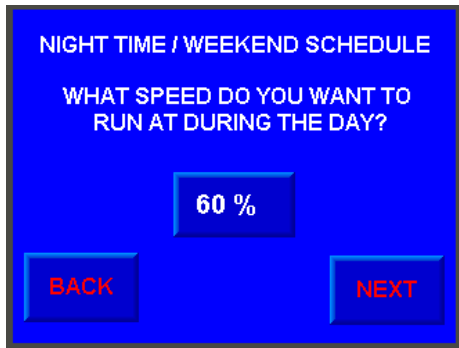 NIGHT TIME / WEEKEND SCHEDULE
WHAT SPEED DO YOU WANT TO
RUN AT DURING THE DAY?
60 %
BACK
NEXT